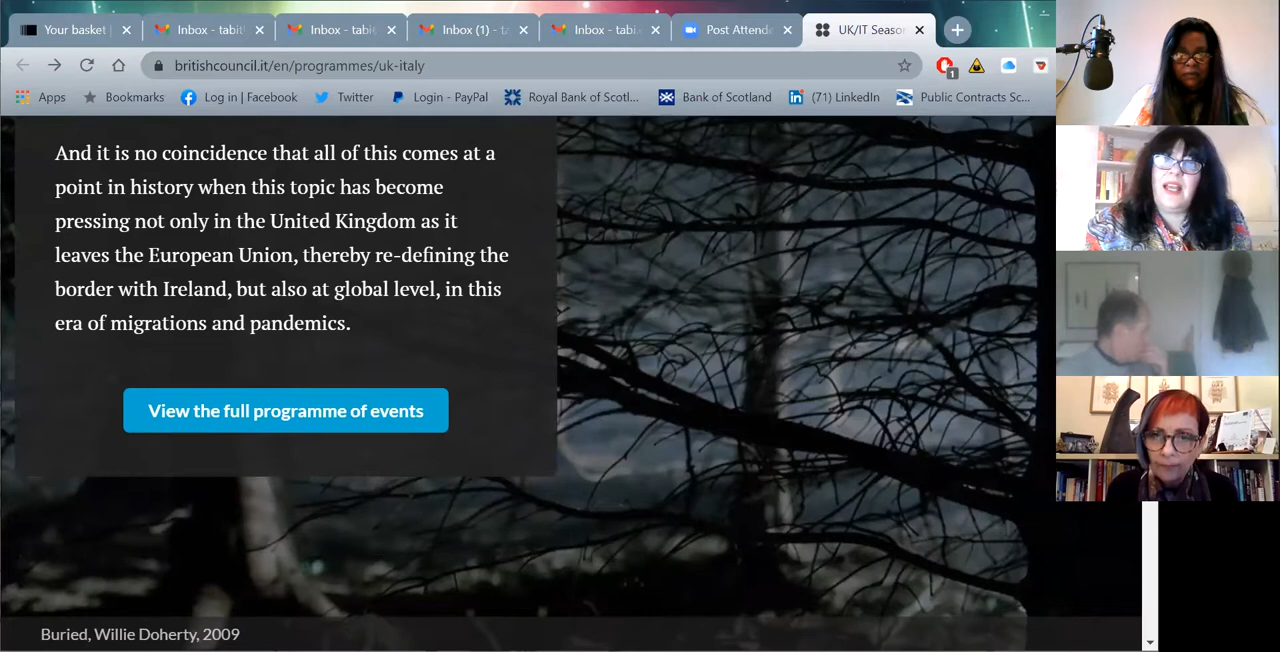 Your basket |
Inbox - tabit
Inbox - tabi
Inbox (1) - ta
Inbox - tabi
Post Attenda
UK/IT Seaso
britishcouncil.it/en/programmes/uk-italy
1
Apps
Bookmarks
Log in | Facebook
Twitter
Login - PayPal
Royal Bank of Scotl...
Bank of Scotland
(71) LinkedIn
Public Contracts Sc...
And it is no coincidence that all of this comes at a
point in history when this topic has become
pressing not only in the United Kingdom as it
leaves the European Union, thereby re-defining the
border with Ireland, but also at global level, in this
era of migrations and pandemics.
View the full programme of events
Buried, Willie Doherty, 2009